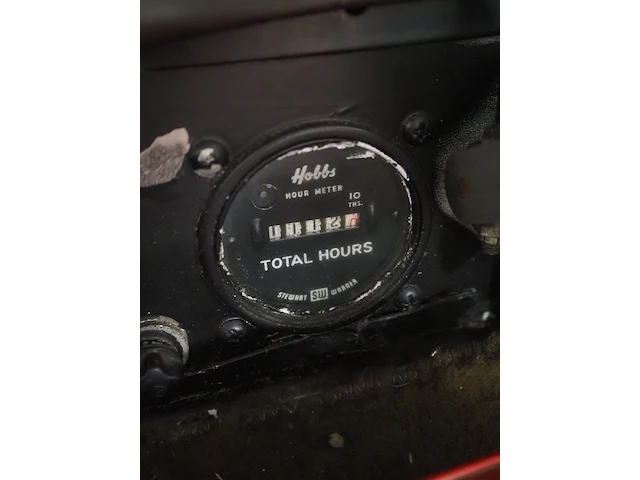 Hobbs
HOUR METER
10
THS.
TOTAL HOURS
STEWART SW WARNER